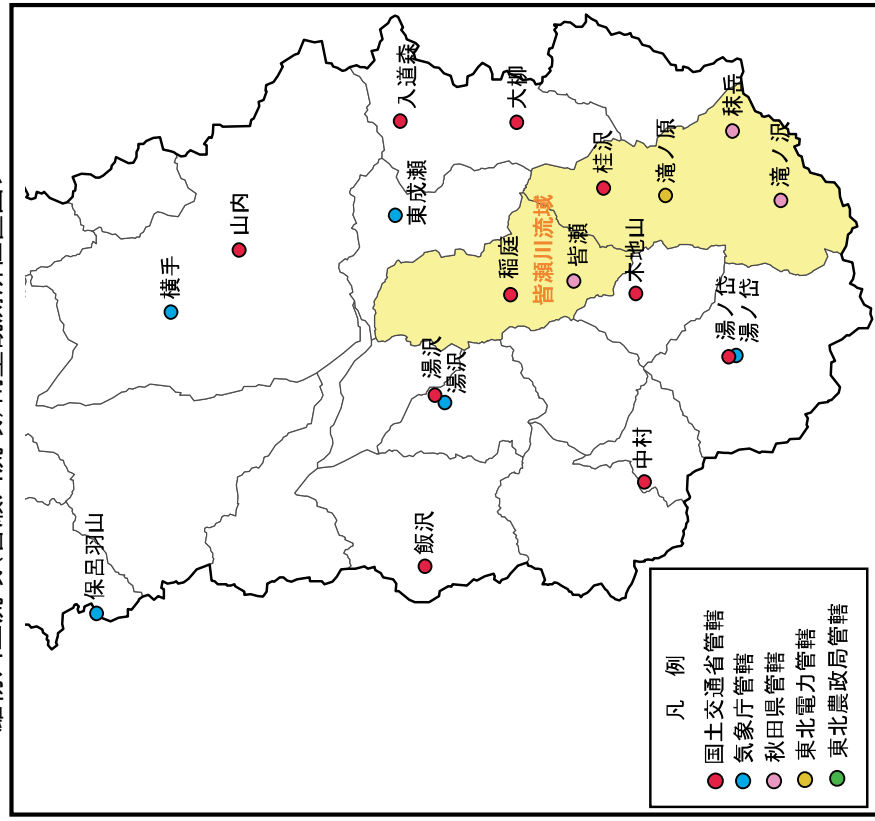 保呂羽山
横手
山内
飯沢
湯沢
湯沢
東成瀬
入道森
大柳
稲庭
皆瀬川流域
皆瀬
桂沢
中村
木地山
滝ノ原
湯ノ岱
湯ノ岱
秣岳
滝ノ沢
凡 例
国土交通省管轄
気象庁管轄
秋田県管轄
東北電力管轄
東北農政局管轄